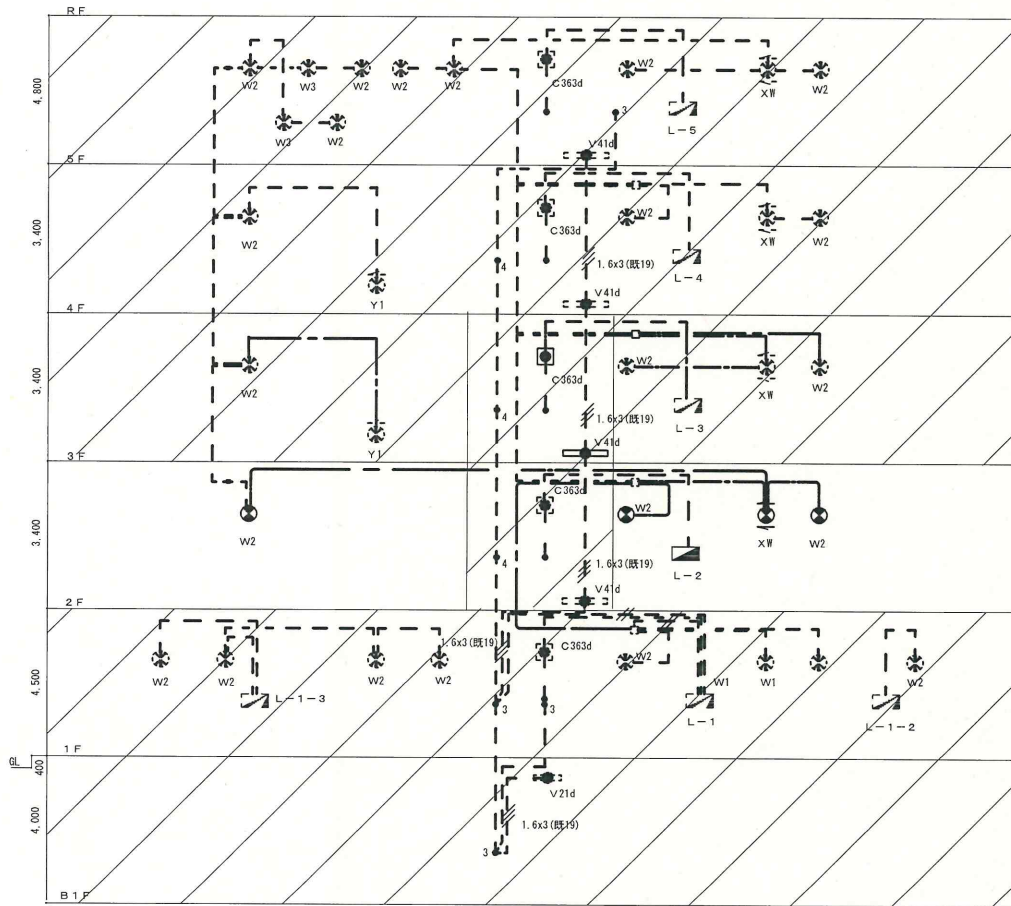 RF
4,800
W2 W3 W2 W2 W2 C363d W2 XW W2
3
L-5
W3 W2
V41d
5F
3,400
W2 C363d W2 XW W2
4 1.6x3(既19) L-4
Y1
V41d
4F
3,400
W2 C363d W2 XW W2
4 1.6x3(既19) L-3
Y1
V41d
3F
3,400
C363d
W2 W2 XW W2
4 1.6x3(既19) L-2
V41d
2F
4,500
1.6x3(既19) C363d
W2 W2 W2 W2 W2 W1 W1 W2
L-1-3 3 3 L-1 L-1-2
1F
GL
400
V21d
4,000
1.6x3(既19)
3
B1F